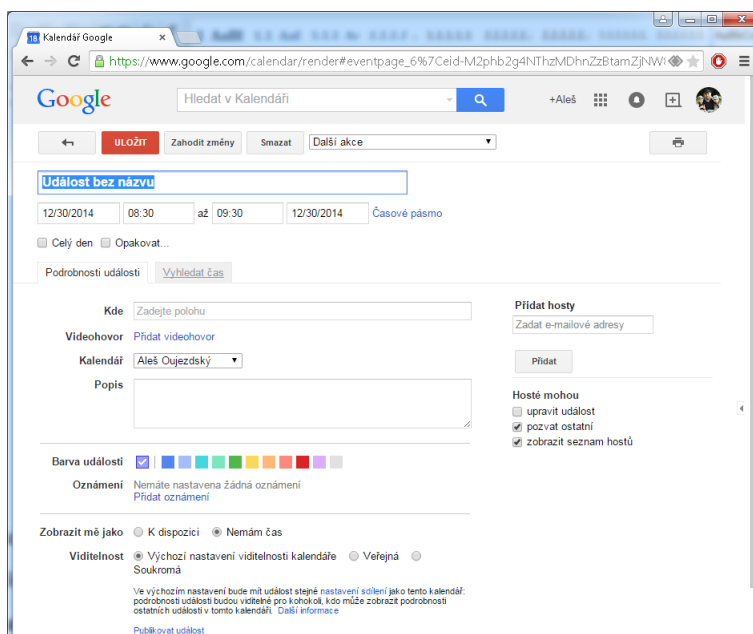 Kalendář Google
https://www.google.com/calendar/render#eventpage_6%7Ceid-M2phb2g4NThzMDhnZzBtamZjNW
Google
Hledat v Kalendáři
+Aleš
ULOŽIT
Zahodit změny
Smazat
Další akce
Událost bez názvu
12/30/2014 08:30 až 09:30 12/30/2014 Časové pásmo
Celý den Opakovat...
Podrobnosti události Vyhledat čas
Kde Zadejte polohu
Videohovor Přidat videohovor
Kalendář Aleš Oujezdský
Popis
Barva události
Oznámení Nemáte nastavena žádná oznámení
Přidat oznámení
Zobrazit mě jako K dispozici Nemám čas
Viditelnost Výchozí nastavení viditelnosti kalendáře Veřejná
Soukromá
Ve výchozím nastavení bude mít událost stejné nastavení sdílení jako tento kalendář:
podrobnosti události budou viditelné pro kohokoli, kdo může zobrazit podrobnosti
ostatních událostí v tomto kalendáři. Další informace
Publikovat událost
Přidat hosty
Zadat e-mailové adresy
Přidat
Hosté mohou
upravit událost
pozvat ostatní
zobrazit seznam hostů